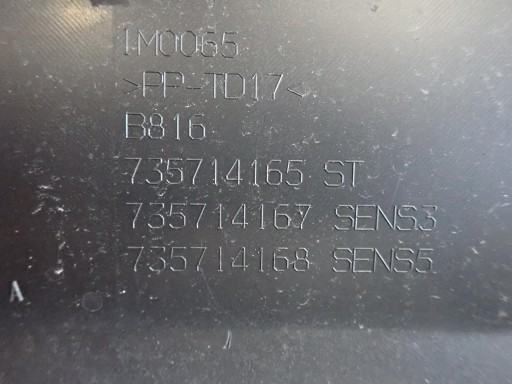 1M0065
>PP-TD17<
B816
735714165 ST
735714167 SENS3
735714168 SENS5
A